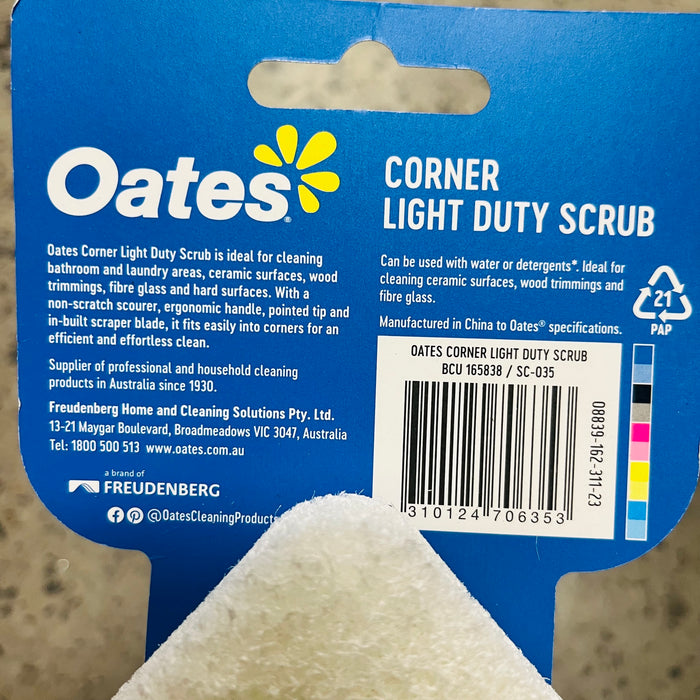 Oates®
Oates Corner Light Duty Scrub is ideal for cleaning
bathroom and laundry areas, ceramic surfaces, wood
trimmings, fibre glass and hard surfaces. With a
non-scratch scourer, ergonomic handle, pointed tip and
in-built scraper blade, it fits easily into corners for an
efficient and effortless clean.
Supplier of professional and household cleaning
products in Australia since 1930.
Freudenberg Home and Cleaning Solutions Pty. Ltd.
13-21 Maygar Boulevard, Broadmeadows VIC 3047, Australia
Tel: 1800 500 513 www.oates.com.au
a brand of
FREUDENBERG
@OatesCleaningProducts
CORNER
LIGHT DUTY SCRUB
Can be used with water or detergents*. Ideal for
cleaning ceramic surfaces, wood trimmings and
fibre glass.
Manufactured in China to Oates® specifications.
21
PAP
OATES CORNER LIGHT DUTY SCRUB
BCU 165838 / SC-035
310124 706353
08839-162-311-23